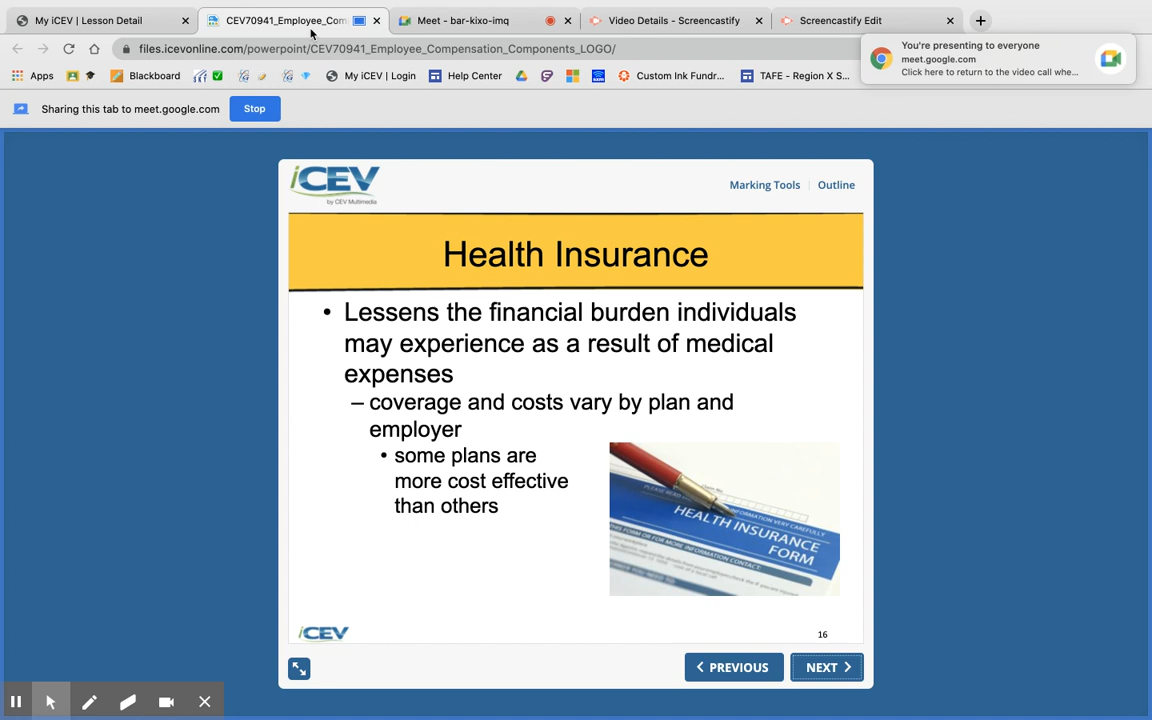 My iCEV | Lesson Detail
CEV70941_Employee_Com
Meet - bar-kixo-imq
Video Details - Screencastify
Screencastify Edit
files.icevonline.com/powerpoint/CEV70941_Employee_Compensation_Components_LOGO/
You're presenting to everyone
meet.google.com
Click here to return to the video call whe...
Apps
Blackboard
My iCEV | Login
Help Center
Custom Ink Fundr...
TAFE - Region X S...
Sharing this tab to meet.google.com
Stop
iCEV
by CEV Multimedia
Marking Tools
Outline
Health Insurance
• Lessens the financial burden individuals
may experience as a result of medical
expenses
– coverage and costs vary by plan and
employer
• some plans are
more cost effective
than others
HEALTH INSURANCE
FORM
iCEV
16
PREVIOUS
NEXT